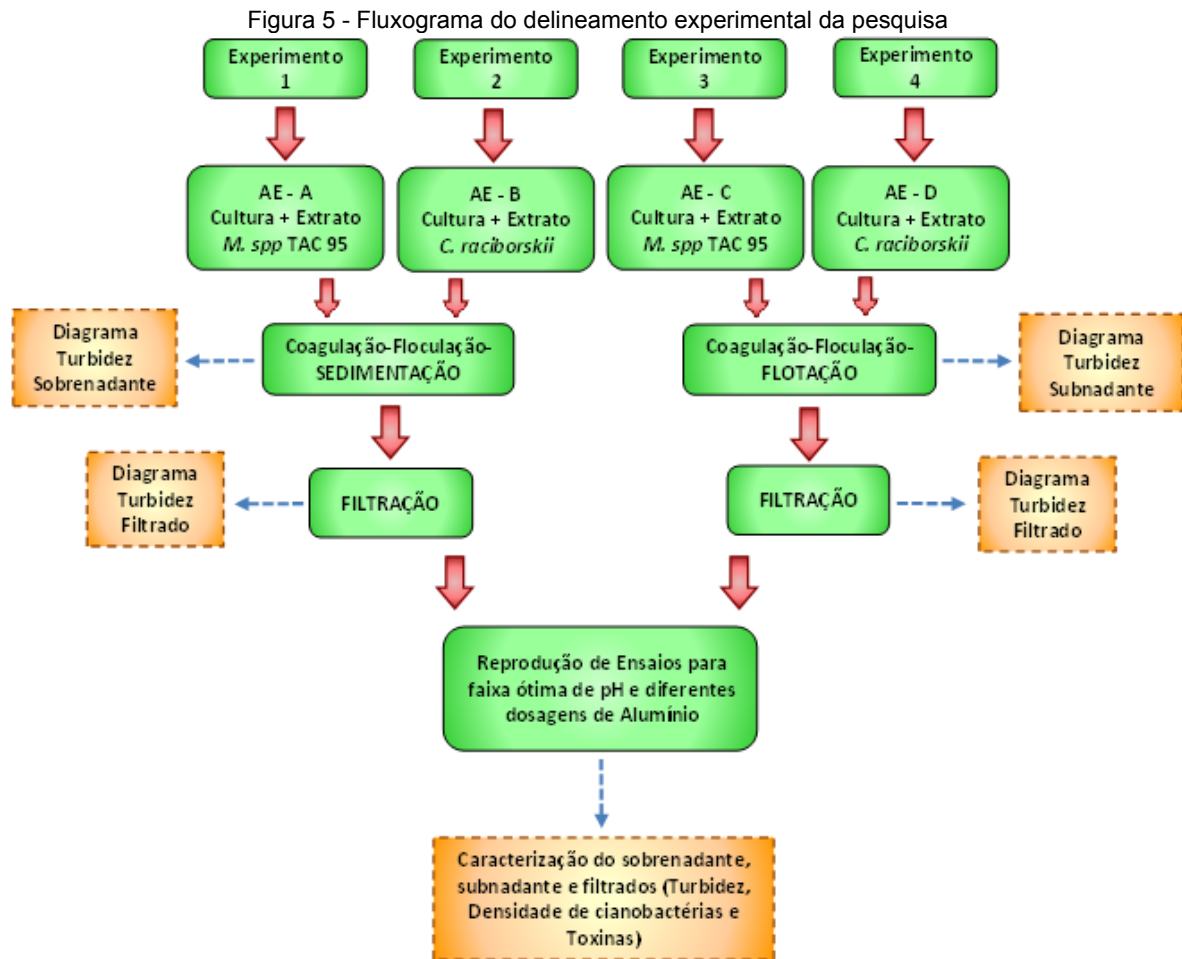 Figura 5 - Fluxograma do delineamento experimental da pesquisa
Experimento
1
Experimento
2
Experimento
3
Experimento
4
AE - A
Cultura + Extrato
M. spp TAC 95
AE - B
Cultura + Extrato
C. raciborskii
AE - C
Cultura + Extrato
M. spp TAC 95
AE - D
Cultura + Extrato
C. raciborskii
Diagrama
Turbidez
Sobrenadante
Coagulação-Floculação-
SEDIMENTAÇÃO
Coagulação-Floculação-
FLOTAÇÃO
Diagrama
Turbidez
Subnadante
Diagrama
Turbidez
Filtrado
FILTRAÇÃO
FILTRAÇÃO
Diagrama
Turbidez
Filtrado
Reprodução de Ensaios para
faixa ótima de pH e diferentes
dosagens de Alumínio
Caracterização do sobrenadante,
subnadante e filtrados (Turbidez,
Densidade de cianobactérias e
Toxinas)